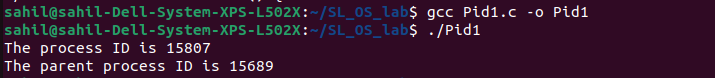 sahil@sahil-Dell-System-XPS-L502X:~/SL_OS_lab$ gcc Pid1.c -o Pid1
sahil@sahil-Dell-System-XPS-L502X:~/SL_OS_lab$ ./Pid1
The process ID is 15807
The parent process ID is 15689